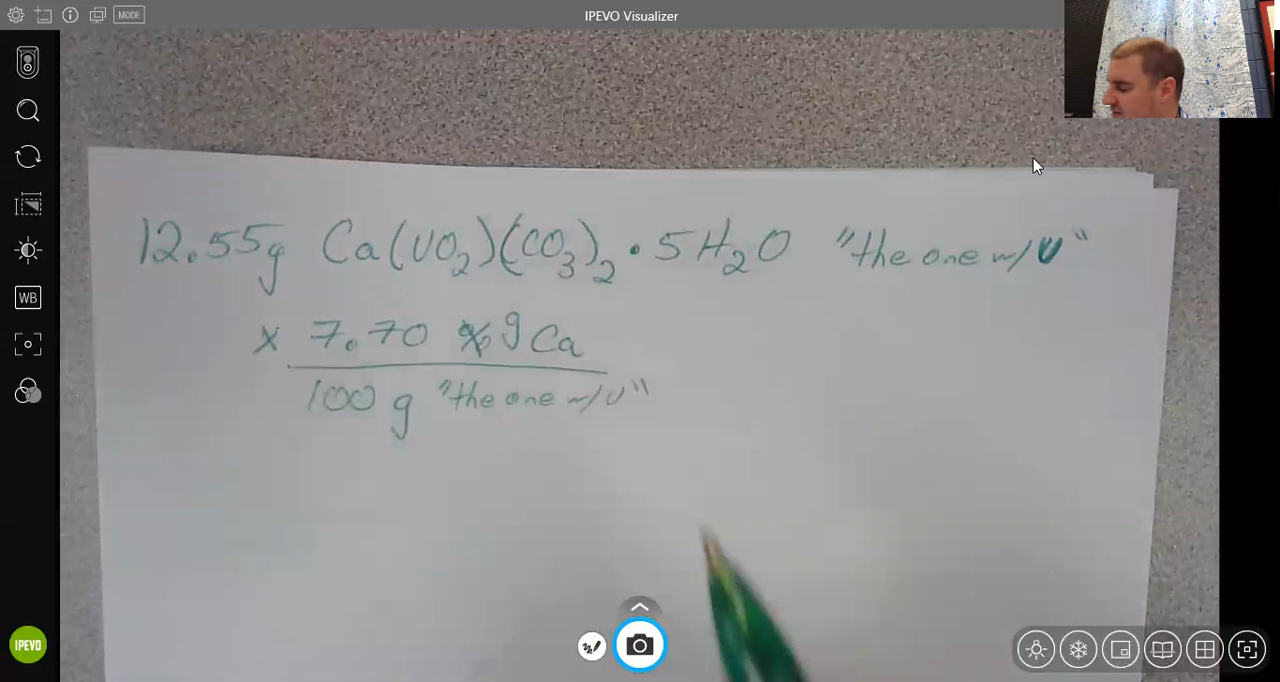 MODE
IPEVO Visualizer
WB
12.55g Ca(UO2)(CO3)2 • 5H2O "the one w/U"
x 7.70 % g Ca
100 g "the one w/U"
IPEVO